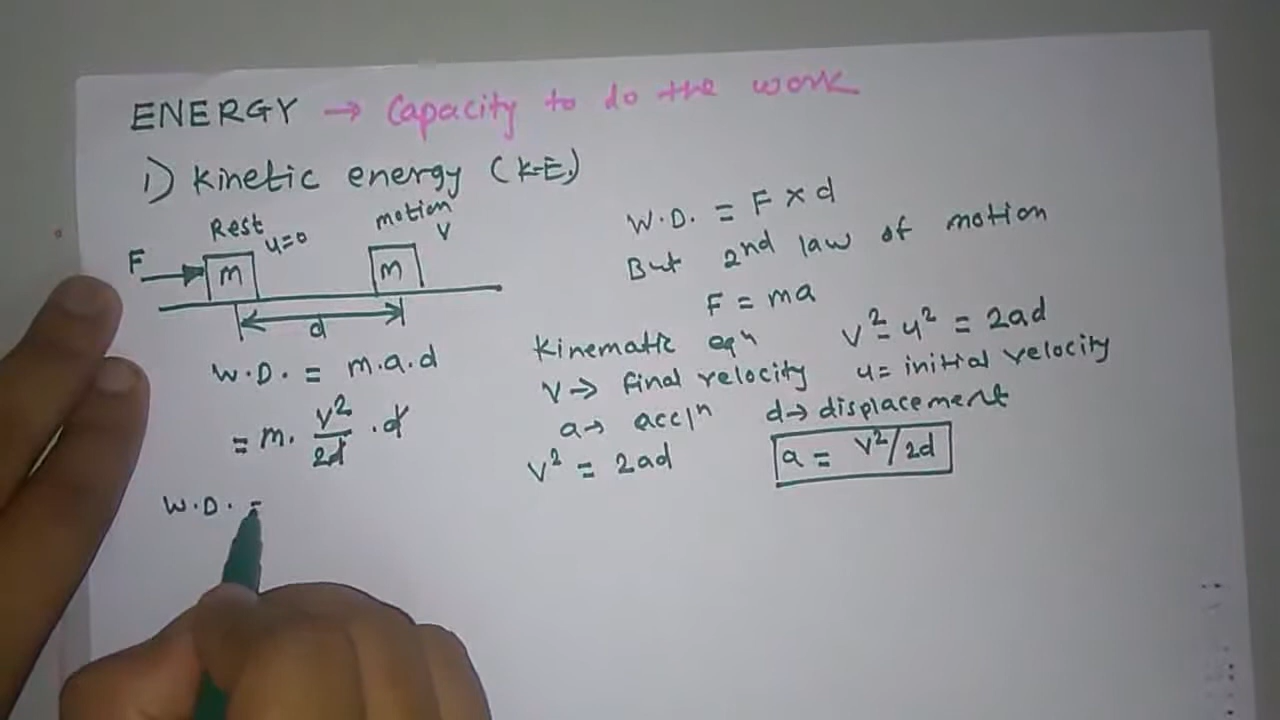 ENERGY → Capacity to do the work
1) Kinetic energy (K.E.)
Rest
u=0
motion
V
F
m
m
d
W.D. = m.a.d
= m. v²/2d .d
W.D. =
W.D. = F × d
But 2nd law of motion
F = ma
Kinematic eqⁿ v² - u² = 2ad
V → final velocity u = initial velocity
a → acclⁿ d → displacement
v² = 2ad
a = v²/2d